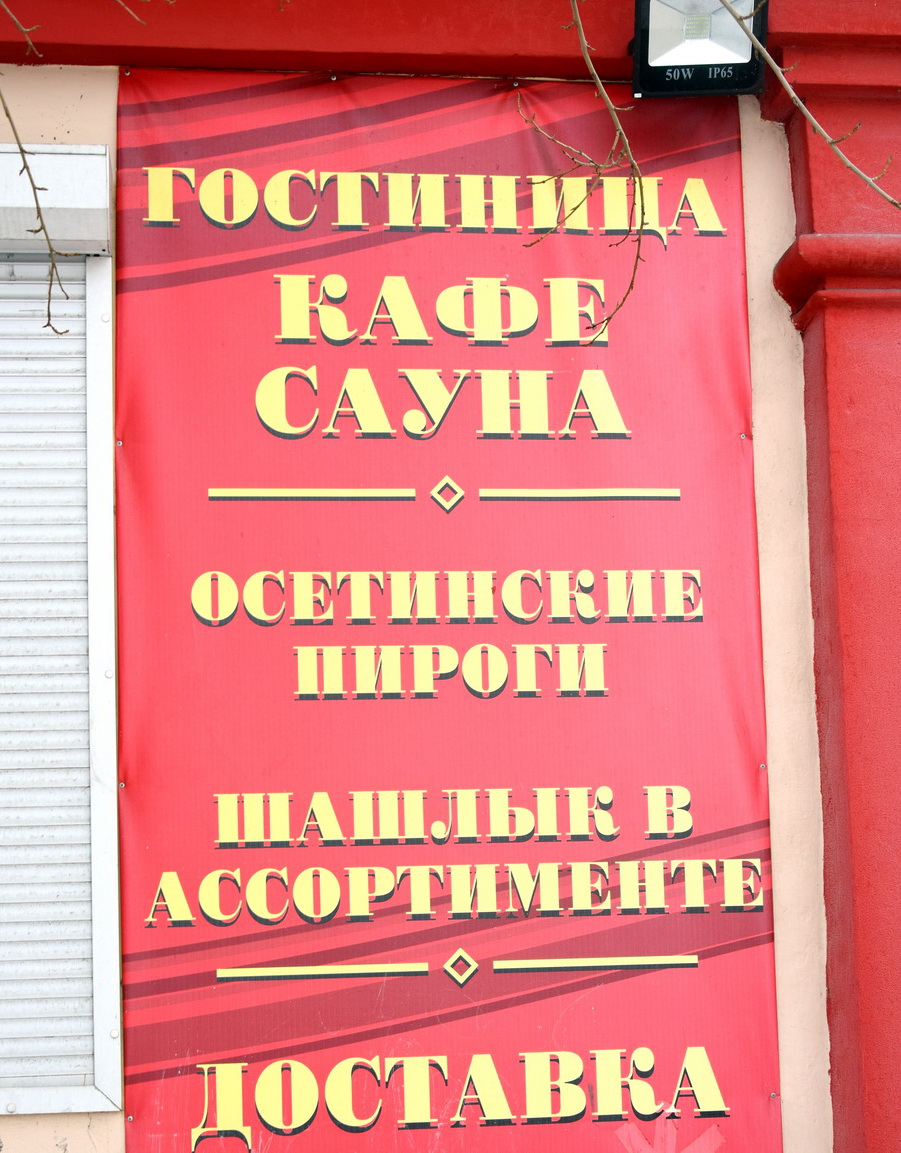 50W IP65
ГОСТИНИЦА
КАФЕ
САУНА
ОСЕТИНСКИЕ
ПИРОГИ
ШАШЛЫК В
АССОРТИМЕНТЕ
ДОСТАВКА